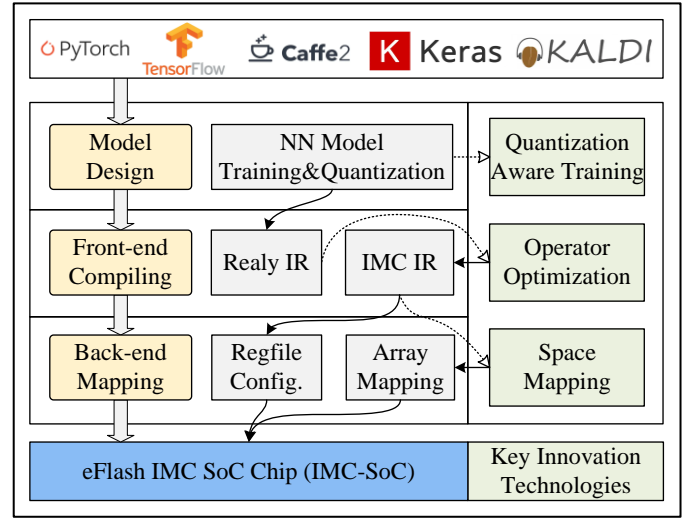 PyTorch TensorFlow Caffe2 K Keras KALDI
Model
Design
NN Model
Training&Quantization
Quantization
Aware Training
Front-end
Compiling
Realy IR
IMC IR
Operator
Optimization
Back-end
Mapping
Regfile
Config.
Array
Mapping
Space
Mapping
eFlash IMC SoC Chip (IMC-SoC)
Key Innovation
Technologies